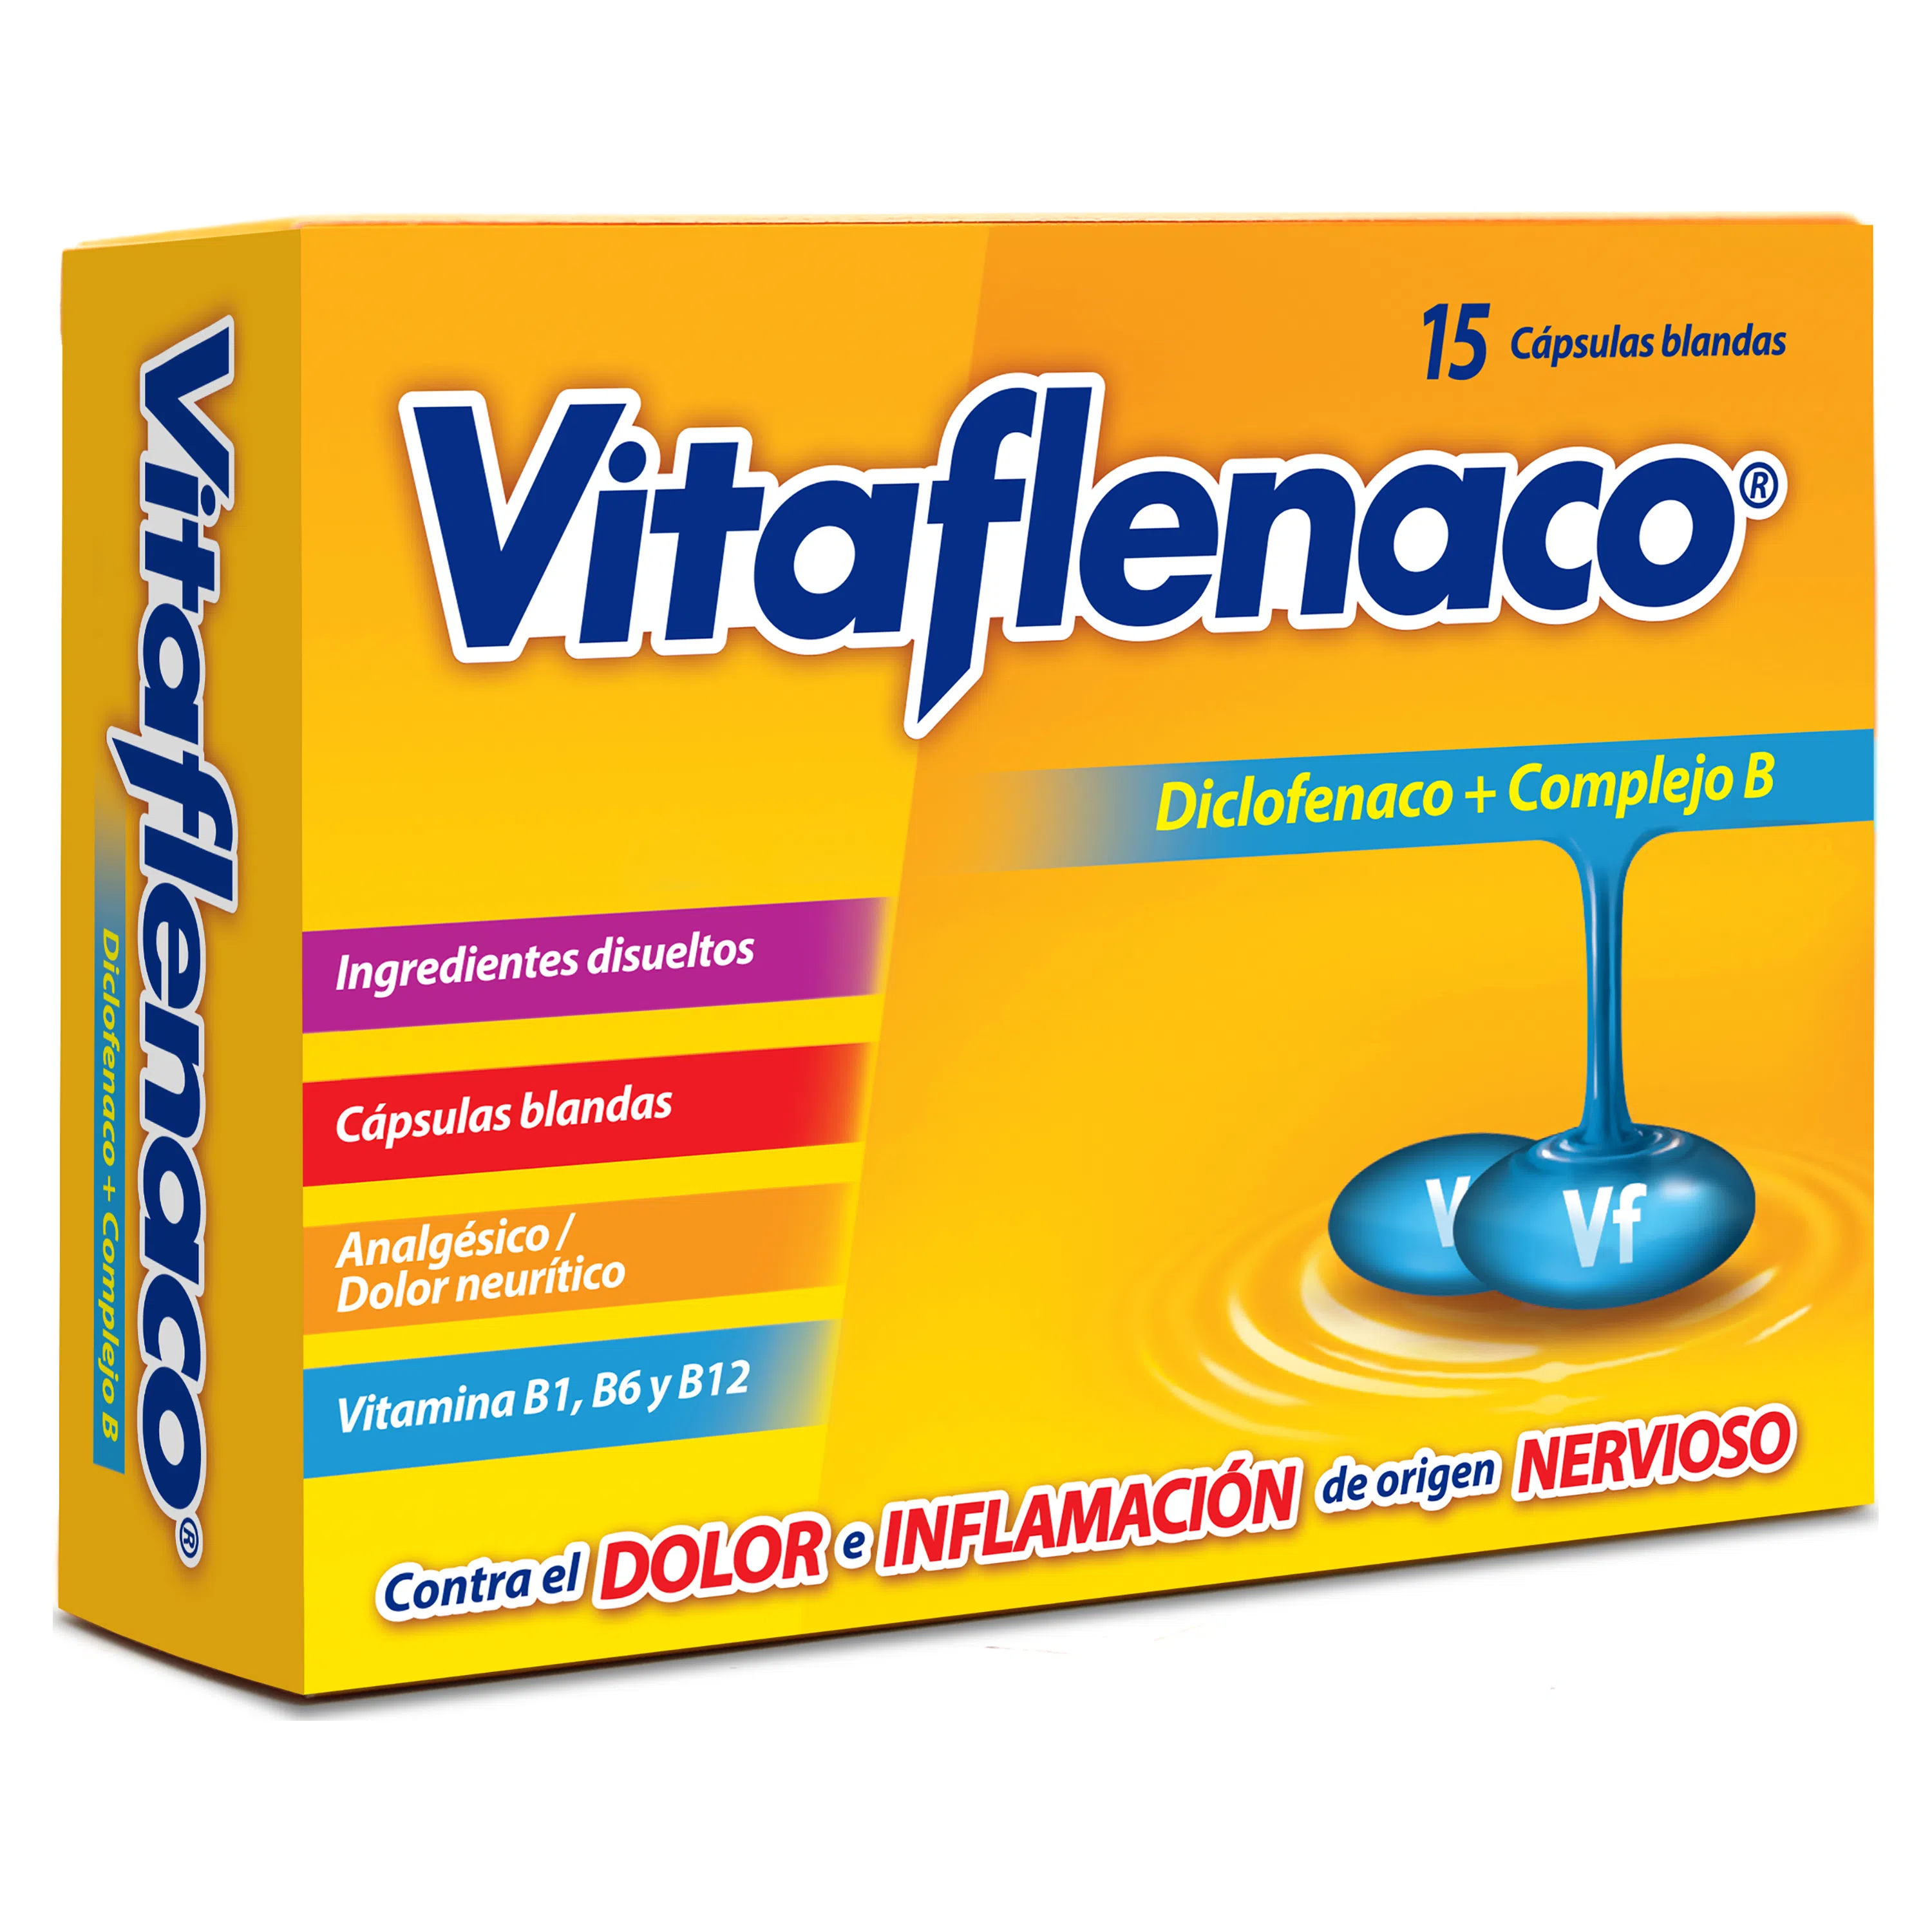 15 Cápsulas blandas
Vitaflenaco®
Diclofenaco + Complejo B
Ingredientes disueltos
Cápsulas blandas
Analgésico /
Dolor neurítico
Vitamina B1, B6 y B12
V
Vf
Contra el DOLOR e INFLAMACIÓN de origen NERVIOSO
Vitaflenaco®
Diclofenaco + Complejo B